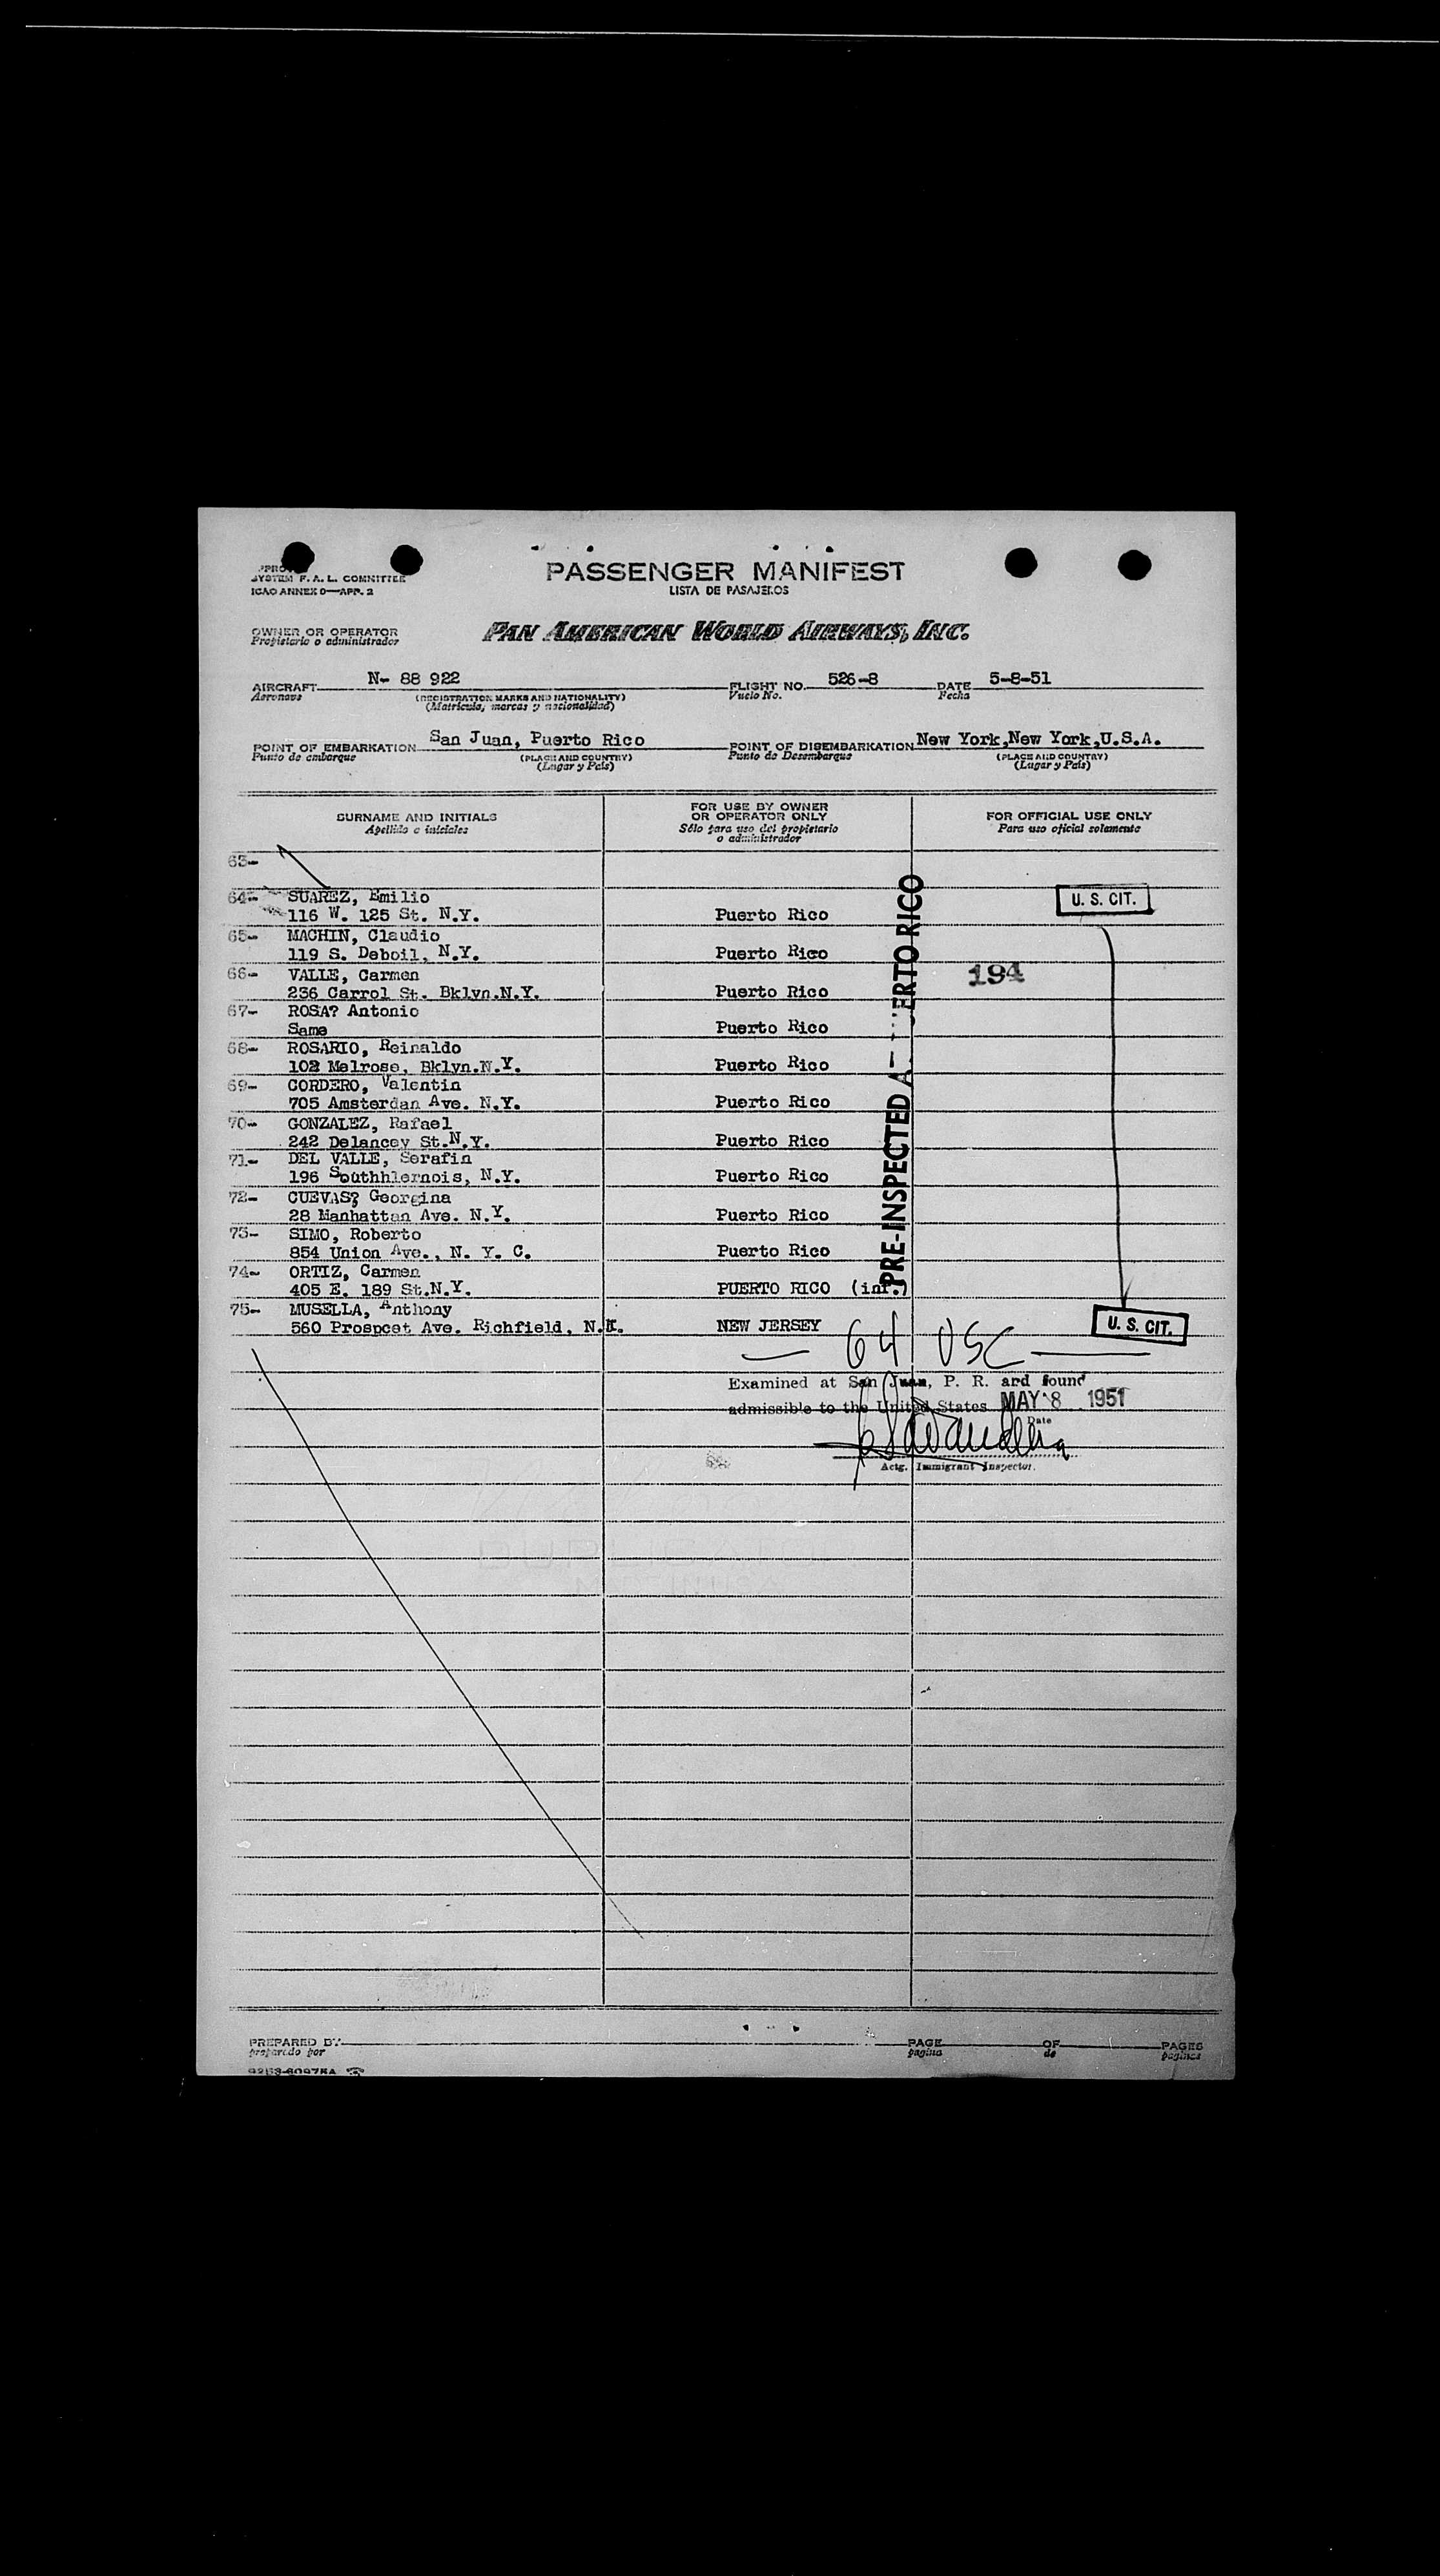 SYSTEM F. A. L. COMMITTEE
ICAO ANNEX 9—APP. 2
PASSENGER MANIFEST
LISTA DE PASAJEROS
OWNER OR OPERATOR
Propietario o administrador
PAN AMERICAN WORLD AIRWAYS, INC.
AIRCRAFT N- 88 922 FLIGHT NO. 526-8 DATE 5-8-51
Aeronave (REGISTRATION MARKS AND NATIONALITY) Vuelo No. Fecha
(Matricula, marcas y nacionalidad)
POINT OF EMBARKATION San Juan, Puerto Rico POINT OF DISEMBARKATION New York,New York,U.S.A.
Punto de embarque (PLACE AND COUNTRY) Punto de Desembarque (PLACE AND COUNTRY)
(Lugar y País) (Lugar y País)
SURNAME AND INITIALS
Apellido e iniciales
FOR USE BY OWNER
OR OPERATOR ONLY
Sólo para uso del propietario
o administrador
FOR OFFICIAL USE ONLY
Para uso oficial solamente
63-
64- SUAREZ, Emilio
116 W. 125 St. N.Y. Puerto Rico U. S. CIT.
65- MACHIN, Claudio
119 S. Deboil, N.Y. Puerto Rico
66- VALLE, Carmen 194
236 Carrol St. Bklyn.N.Y. Puerto Rico
67- ROSA? Antonio
Same Puerto Rico
68- ROSARIO, Reinaldo
102 Melrose, Bklyn.N.Y. Puerto Rico
69- CORDERO, Valentin
705 Amsterdan Ave. N.Y. Puerto Rico
70- GONZALEZ, Rafael
242 Delancey St.N.Y. Puerto Rico
71- DEL VALLE, Serafin
196 Southhlernois, N.Y. Puerto Rico
72- CUEVAS? Georgina
28 Manhattan Ave. N.Y. Puerto Rico
73- SIMO, Roberto
854 Union Ave., N. Y. C. Puerto Rico
74- ORTIZ, Carmen
405 E. 189 St.N.Y. PUERTO RICO (inf.)
75- MUSELLA, Anthony
560 Prospcet Ave. Richfield, N. NEW JERSEY U. S. CIT.
PRE-INSPECTED PUERTO RICO
64 USC
Examined at San Juan, P. R. and found
admissible to the United States MAY 8 1951
Date
Actg. Immigrant Inspector.
PREPARED BY PAGE OF PAGES
preparado por pagina de paginas